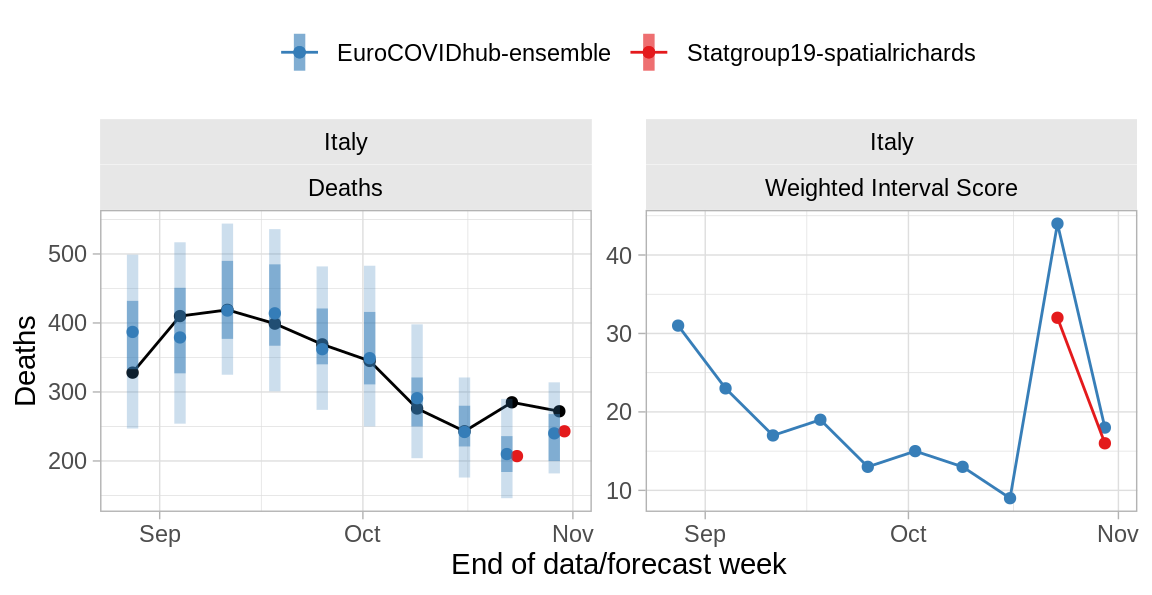 EuroCOVIDhub-ensemble Statgroup19-spatialrichards
Italy
Deaths
Deaths
500
400
300
200
Sep Oct Nov
Italy
Weighted Interval Score
40
30
20
10
Sep Oct Nov
End of data/forecast week